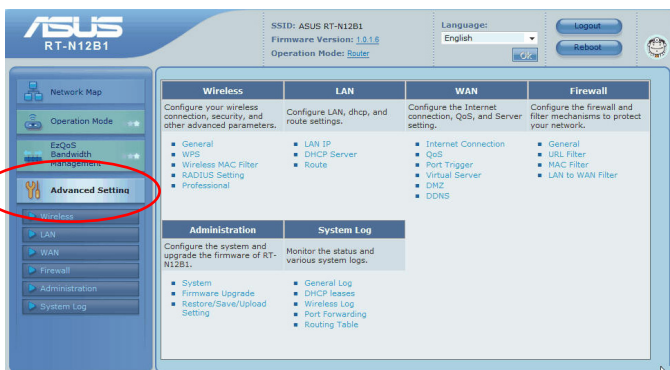 ASUS
RT-N12B1
SSID: ASUS RT-N12B1
Firmware Version: 1.0.1.6
Operation Mode: Router
Language:
English
OK
Logout
Reboot
Network Map
Operation Mode
EzQoS
Bandwidth
Management
Advanced Setting
Wireless
LAN
WAN
Firewall
Administration
System Log
Wireless
Configure your wireless
connection, security, and
other advanced parameters.
General
WPS
Wireless MAC Filter
RADIUS Setting
Professional
LAN
Configure LAN, dhcp, and
route settings.
LAN IP
DHCP Server
Route
WAN
Configure the Internet
connection, QoS, and Server
setting.
Internet Connection
QoS
Port Trigger
Virtual Server
DMZ
DDNS
Firewall
Configure the firewall and
filter mechanisms to protect
your network.
General
URL Filter
MAC Filter
LAN to WAN Filter
Administration
Configure the system and
upgrade the firmware of RT-
N12B1.
System
Firmware Upgrade
Restore/Save/Upload
Setting
System Log
Monitor the status and
various system logs.
General Log
DHCP leases
Wireless Log
Port Forwarding
Routing Table